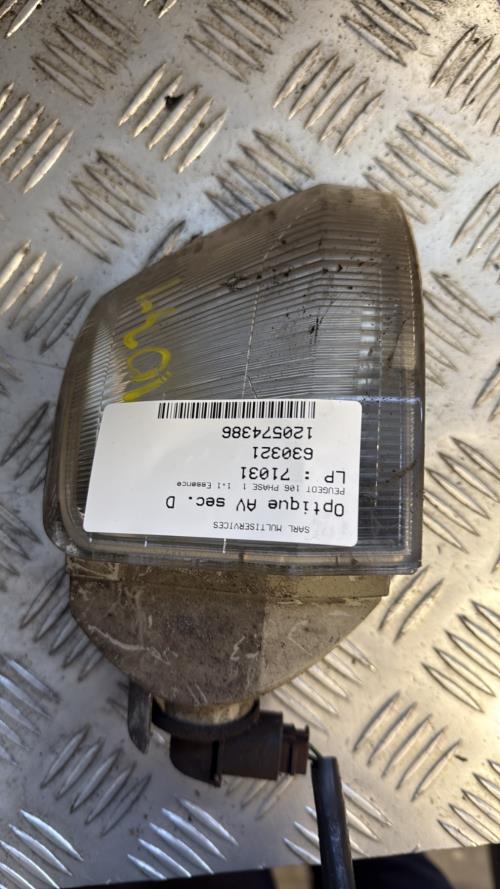 SARL MULTISERVICES
Optique AV sec. D
PEUGEOT 106 PHASE 1 1.1 Essence
LP : 71031
630321
120574386